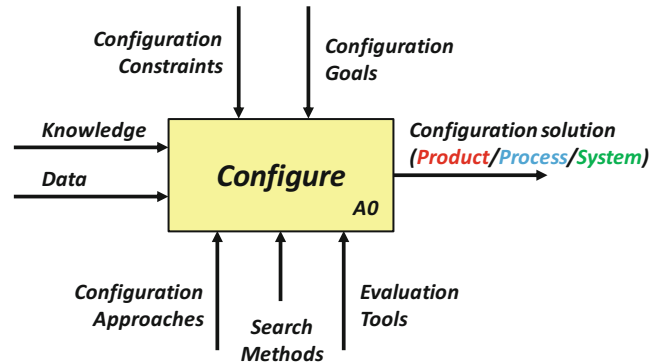 Configuration
Constraints
Configuration
Goals
Knowledge
Data
Configure
A0
Configuration solution
(Product/Process/System)
Configuration
Approaches
Search
Methods
Evaluation
Tools